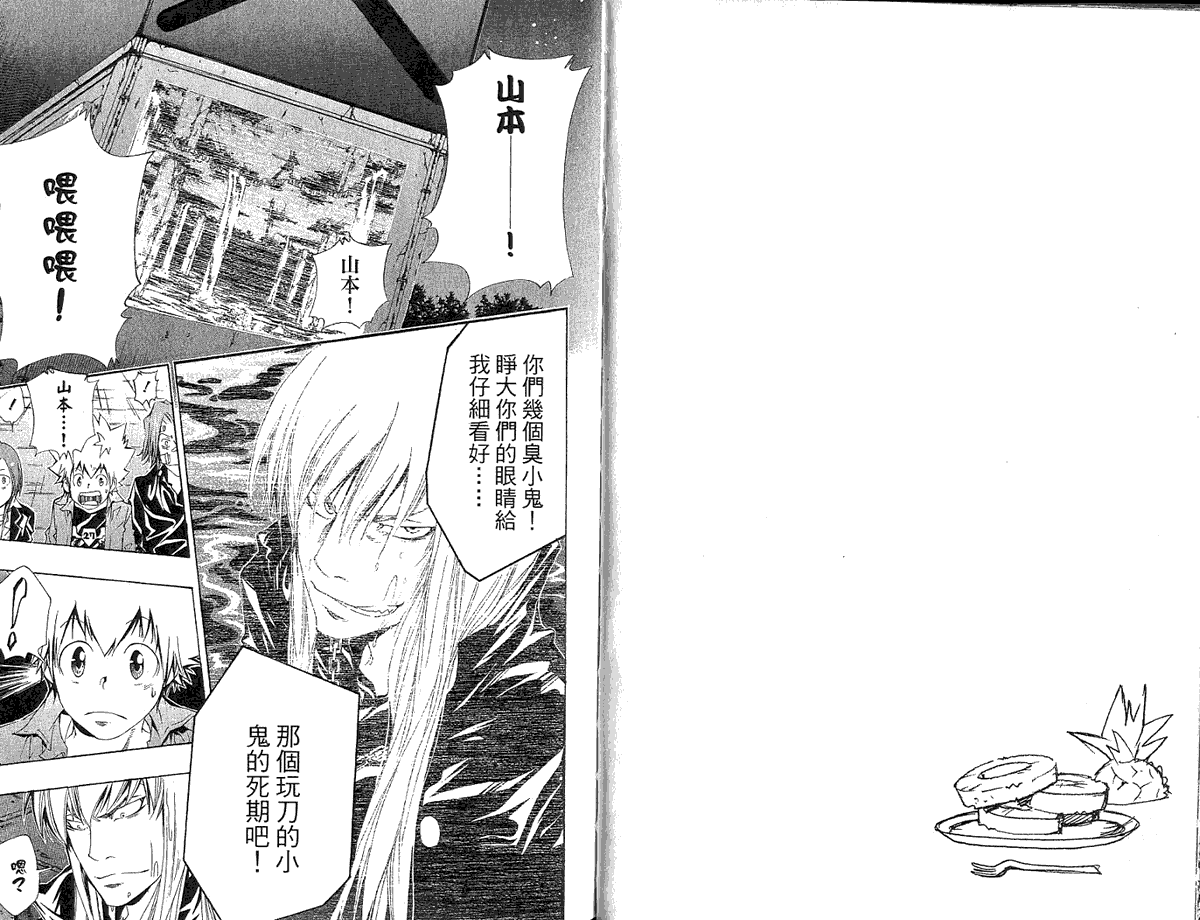 山本——！
山本！
喂喂喂！
你們幾個臭小鬼！
睜大你們的眼睛給
我仔細看好……
！
山本……！
！
27
！？
那個玩刀的小
鬼的死期吧！
嗯？